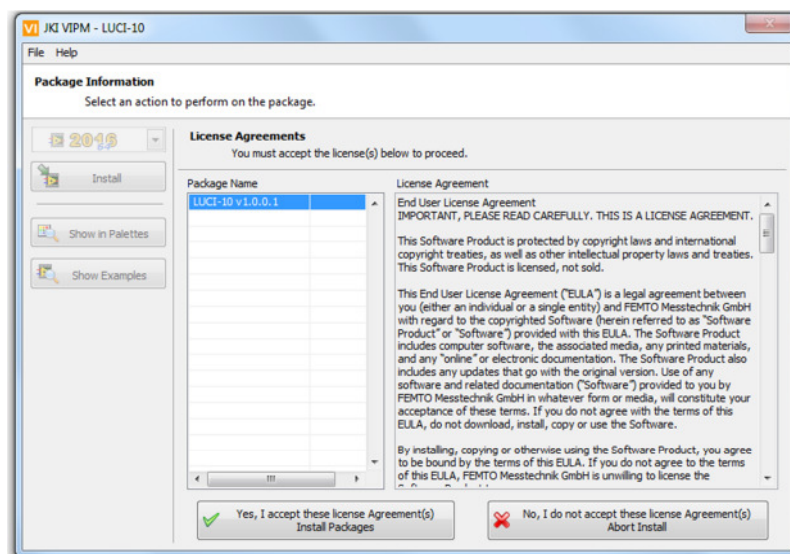 VI JKI VIPM - LUCI-10
File Help
Package Information
Select an action to perform on the package.
2016
Install
Show in Palettes
Show Examples
License Agreements
You must accept the license(s) below to proceed.
Package Name
LUCI-10 v1.0.0.1
License Agreement
End User License Agreement
IMPORTANT, PLEASE READ CAREFULLY. THIS IS A LICENSE AGREEMENT.
This Software Product is protected by copyright laws and international
copyright treaties, as well as other intellectual property laws and treaties.
This Software Product is licensed, not sold.
This End User License Agreement ("EULA") is a legal agreement between
you (either an individual or a single entity) and FEMTO Messtechnik GmbH
with regard to the copyrighted Software (herein referred to as "Software
Product" or "Software") provided with this EULA. The Software Product
includes computer software, the associated media, any printed materials,
and any "online" or electronic documentation. The Software Product also
includes any updates that go with the original version. Use of any
software and related documentation ("Software") provided to you by
FEMTO Messtechnik GmbH in whatever form or media, will constitute your
acceptance of these terms. If you do not agree with the terms of this
EULA, do not download, install, copy or use the Software.
By installing, copying or otherwise using the Software Product, you agree
to be bound by the terms of this EULA. If you do not agree to the terms
of this EULA, FEMTO Messtechnik GmbH is unwilling to license the
Yes, I accept these license Agreement(s)
Install Packages
No, I do not accept these license Agreement(s)
Abort Install